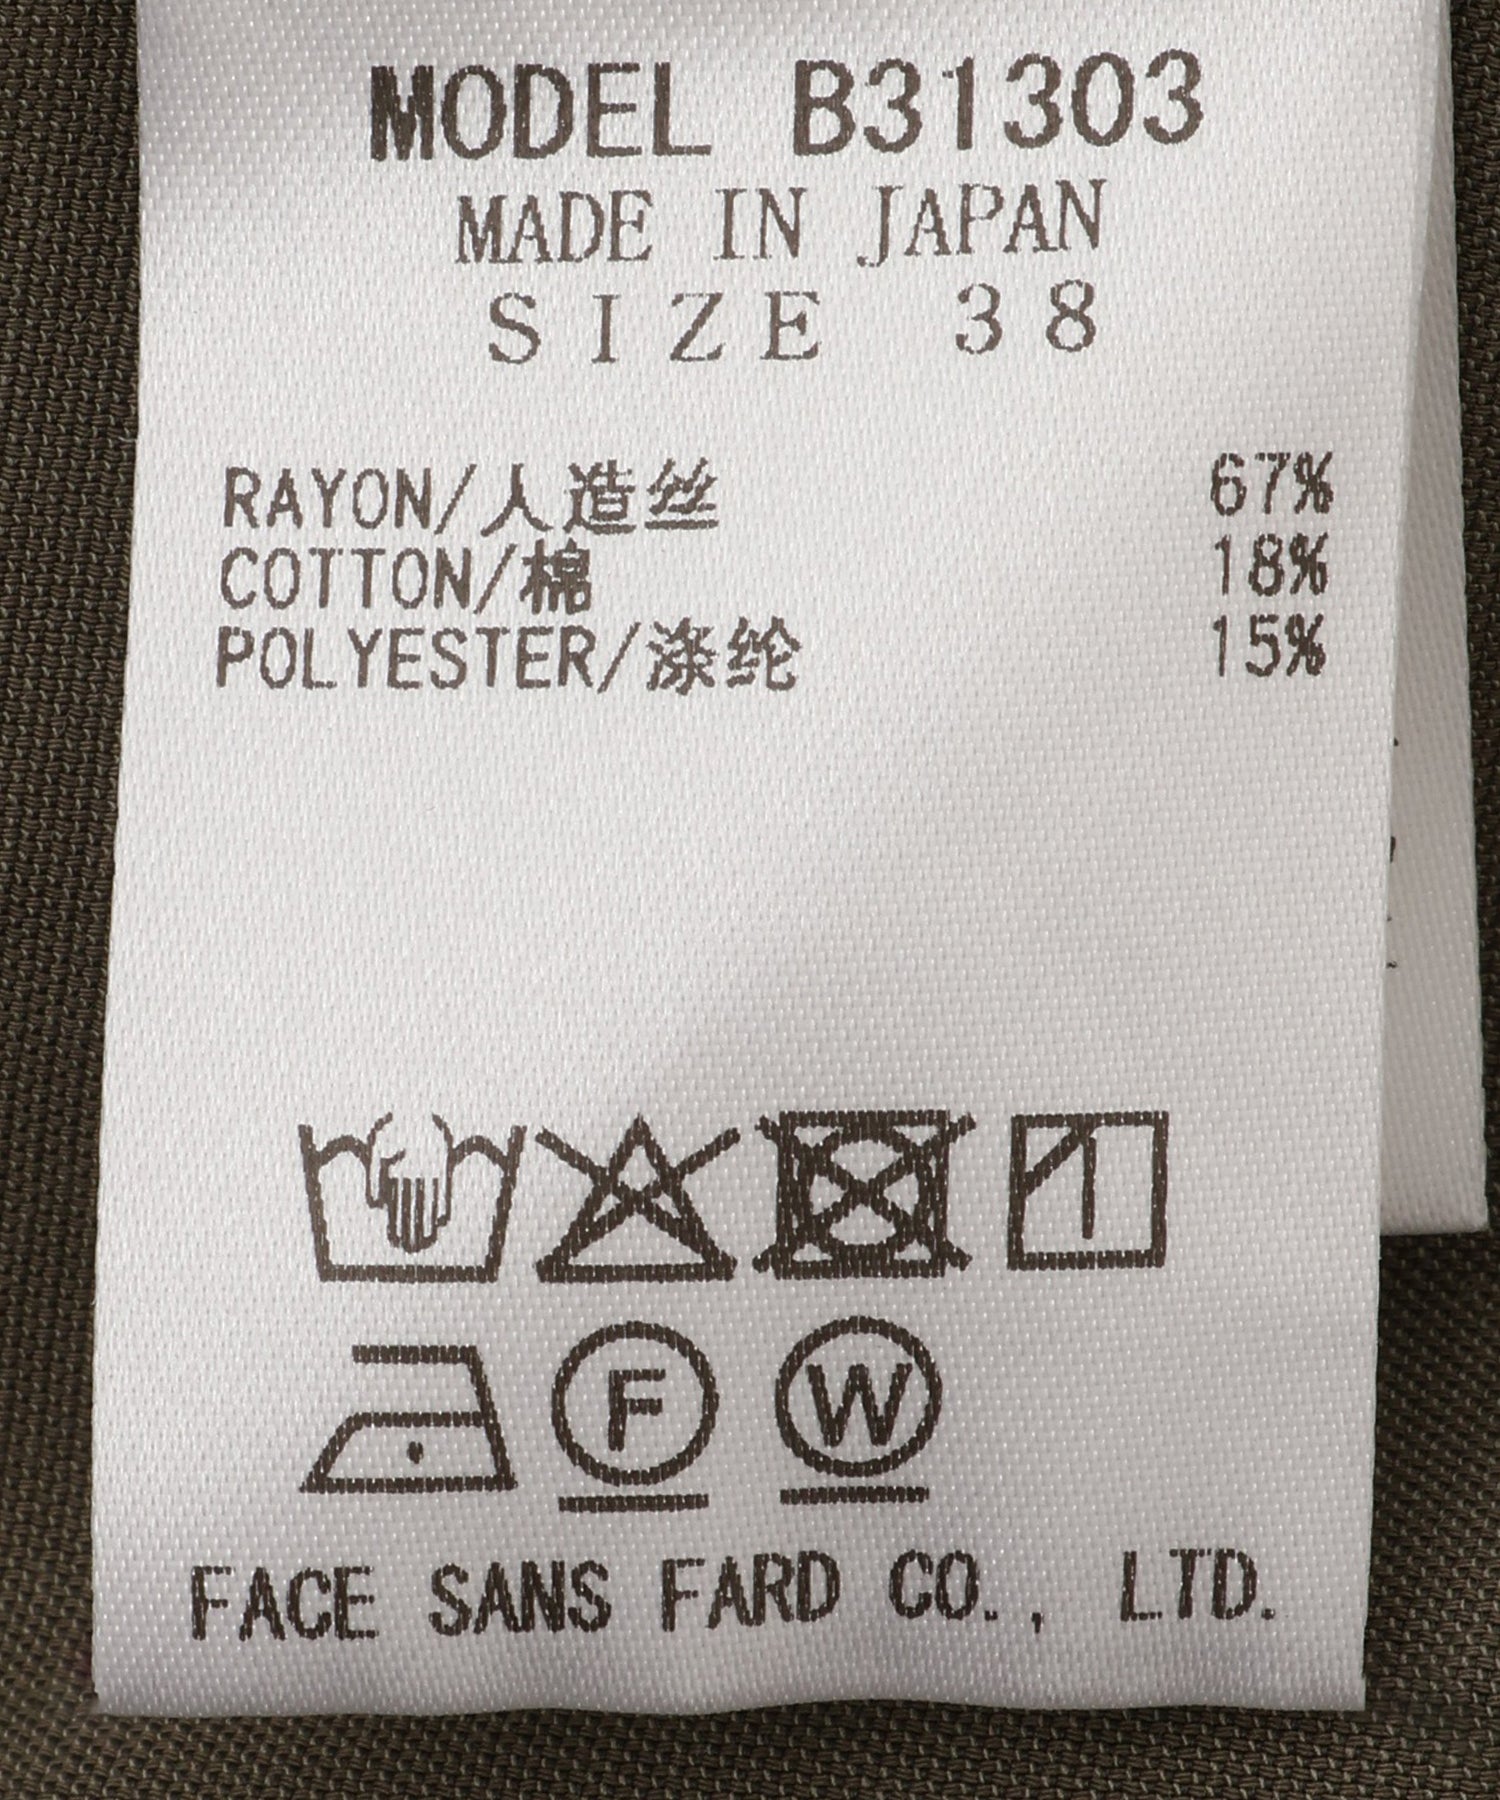 MODEL B31303
MADE IN JAPAN
SIZE 38
RAYON/人造丝 67%
COTTON/棉 18%
POLYESTER/涤纶 15%
F
W
FACE SANS FARD CO., LTD.